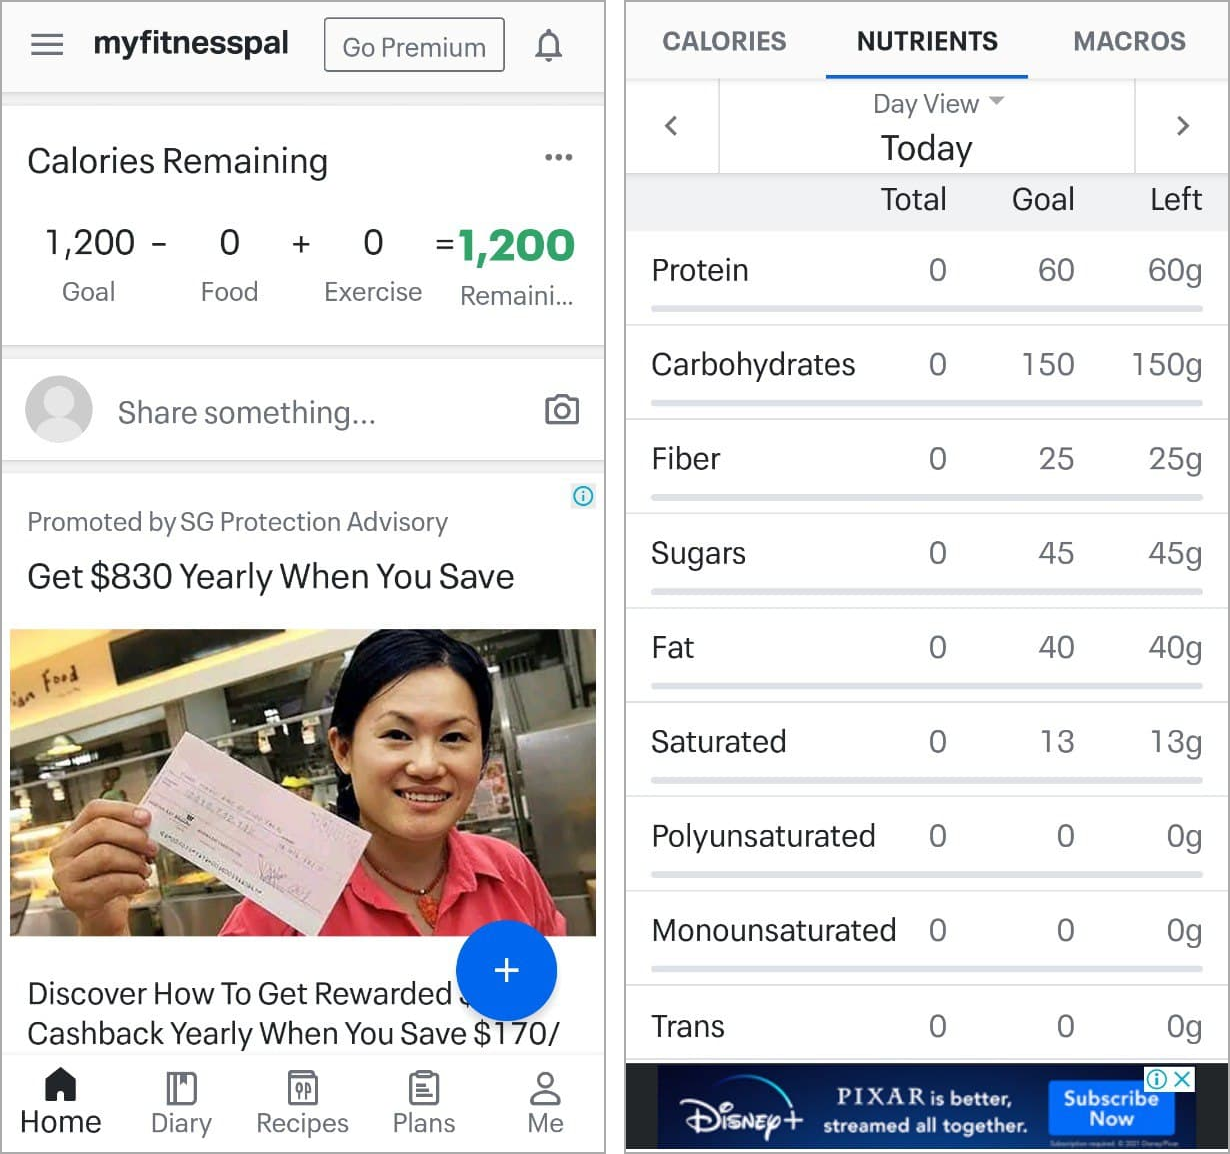 myfitnesspal
Go Premium
Calories Remaining
1,200 - 0 + 0 =1,200
Goal Food Exercise Remaini...
Share something...
Promoted by SG Protection Advisory
Get $830 Yearly When You Save
Food
Discover How To Get Rewarded
Cashback Yearly When You Save $170/
Home Diary Recipes Plans Me
CALORIES NUTRIENTS MACROS
Day View
Today
Total Goal Left
Protein 0 60 60g
Carbohydrates 0 150 150g
Fiber 0 25 25g
Sugars 0 45 45g
Fat 0 40 40g
Saturated 0 13 13g
Polyunsaturated 0 0 0g
Monounsaturated 0 0 0g
Trans 0 0 0g
Disney+
PIXAR is better,
streamed all together.
Subscribe
Now